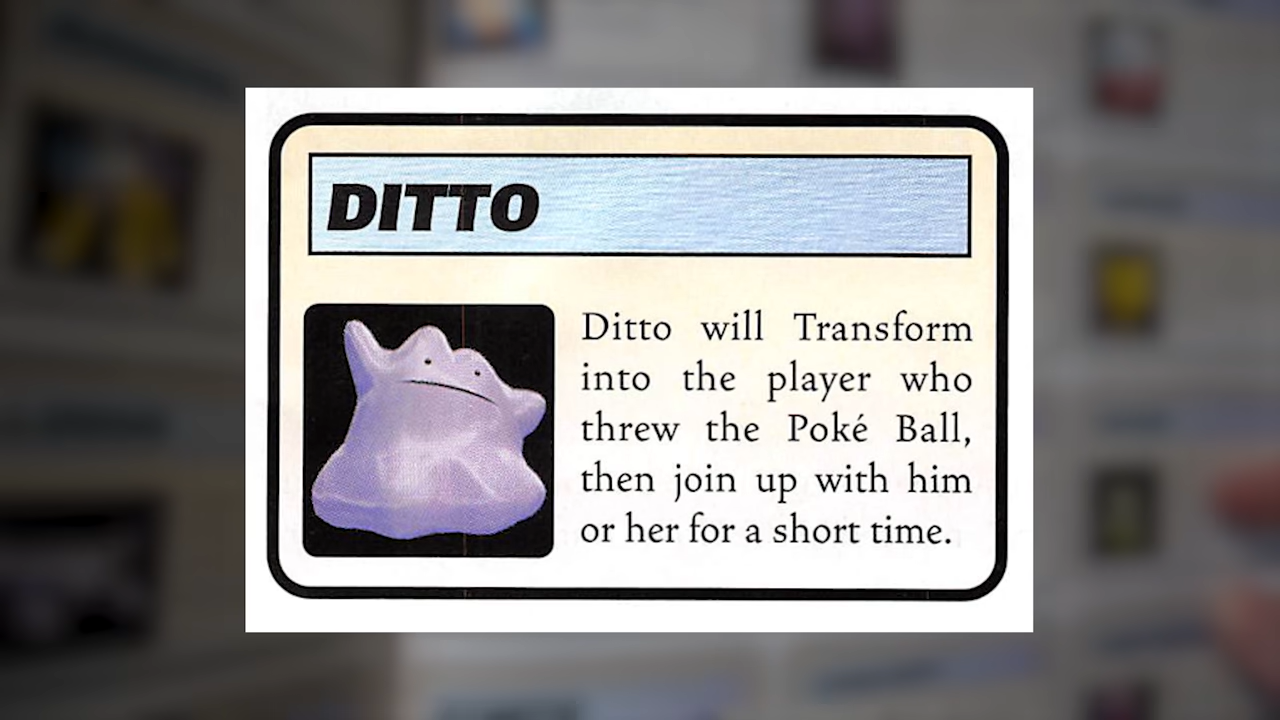 DITTO
Ditto will Transform
into the player who
threw the Poké Ball,
then join up with him
or her for a short time.